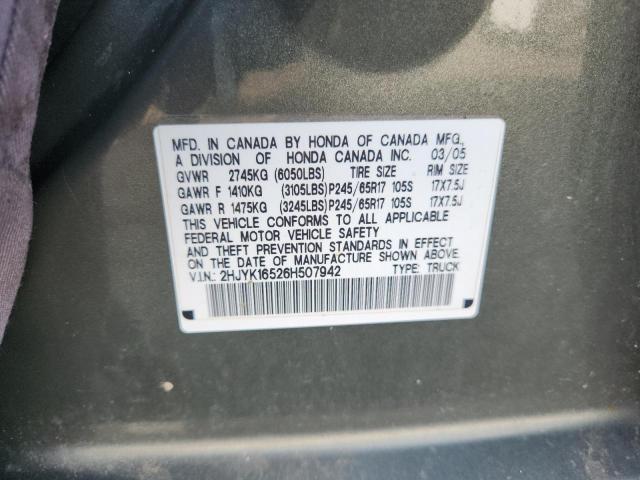 MFD. IN CANADA BY HONDA OF CANADA MFG.,
A DIVISION OF HONDA CANADA INC. 03/05
GVWR 2745KG (6050LBS) TIRE SIZE RIM SIZE
GAWR F 1410KG (3105LBS) P245/65R17 105S 17X7.5J
GAWR R 1475KG (3245LBS) P245/65R17 105S 17X7.5J
THIS VEHICLE CONFORMS TO ALL APPLICABLE
FEDERAL MOTOR VEHICLE SAFETY
AND THEFT PREVENTION STANDARDS IN EFFECT
ON THE DATE OF MANUFACTURE SHOWN ABOVE.
V.I.N.: 2HJYK16526H507942 TYPE: TRUCK